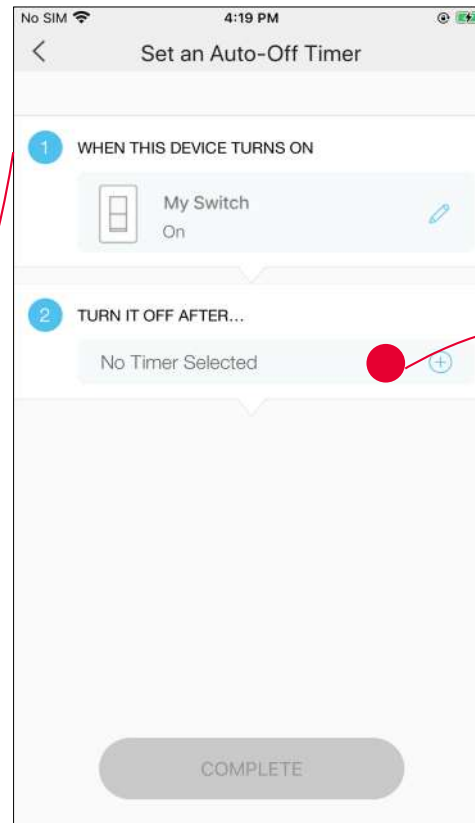 No SIM 4:19 PM
Set an Auto-Off Timer
1 WHEN THIS DEVICE TURNS ON
My Switch
On
2 TURN IT OFF AFTER...
No Timer Selected
COMPLETE